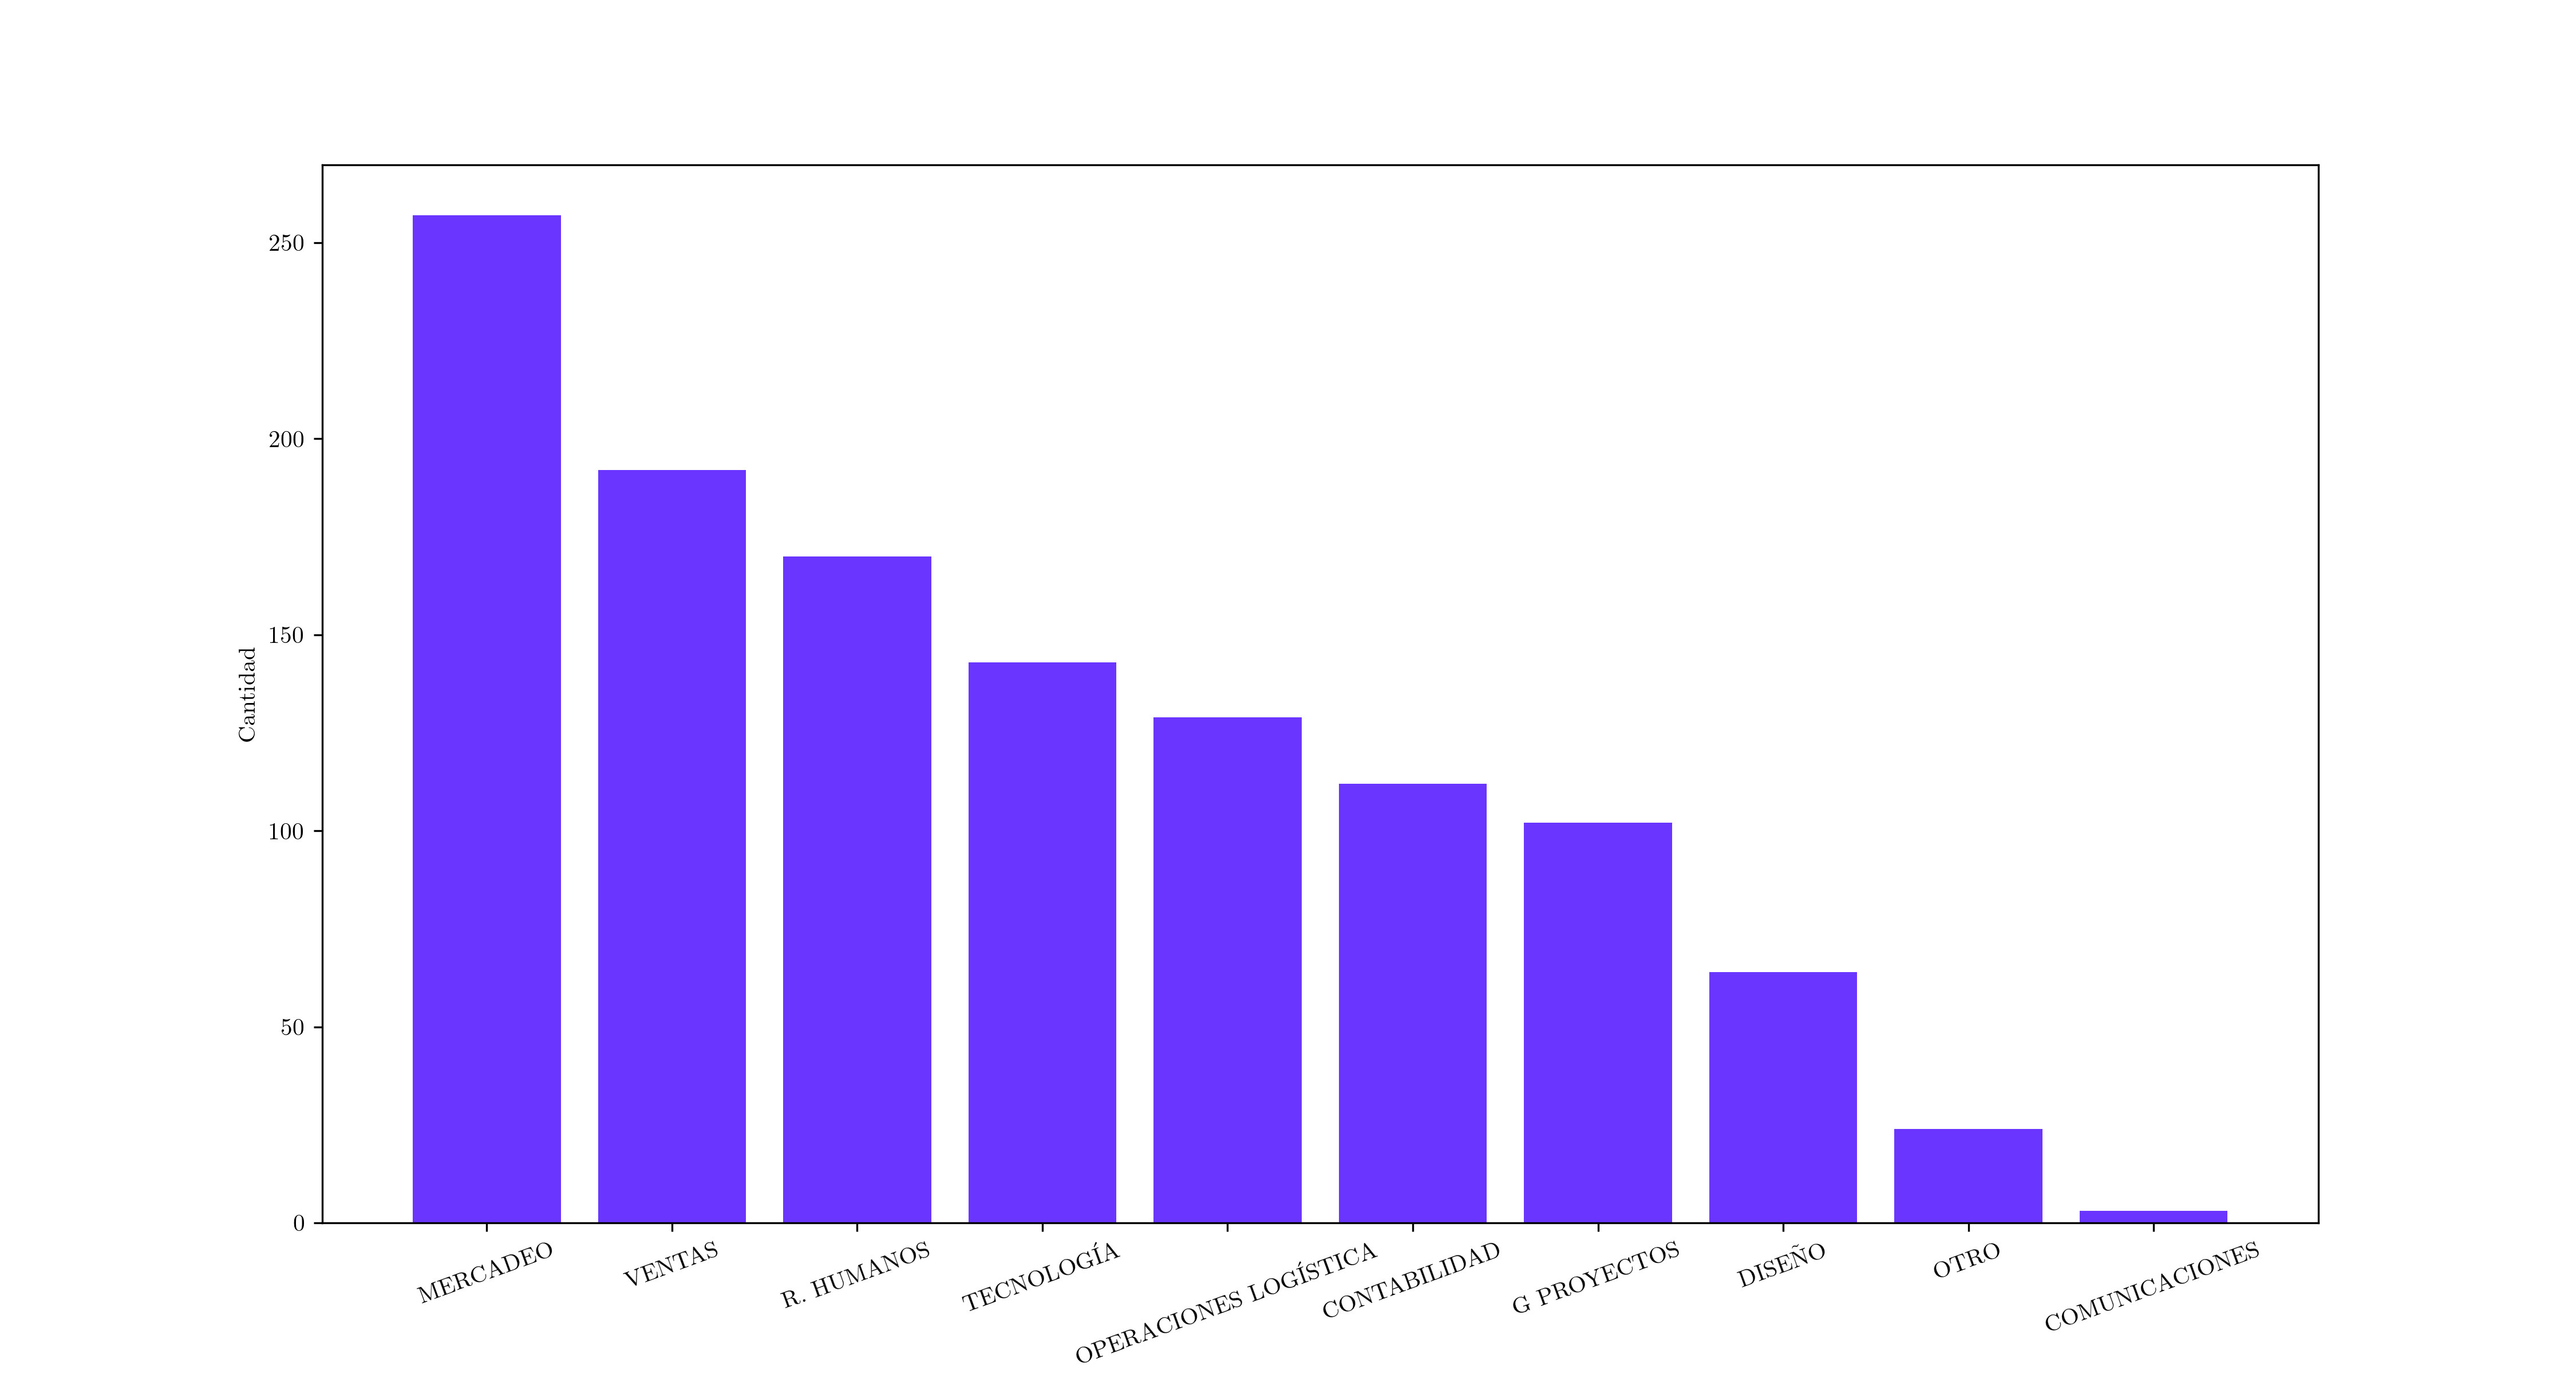 250
200
150
100
50
0
Cantidad
MERCADEO
VENTAS
R. HUMANOS
TECNOLOGÍA
OPERACIONES LOGÍSTICA
CONTABILIDAD
G PROYECTOS
DISEÑO
OTRO
COMUNICACIONES